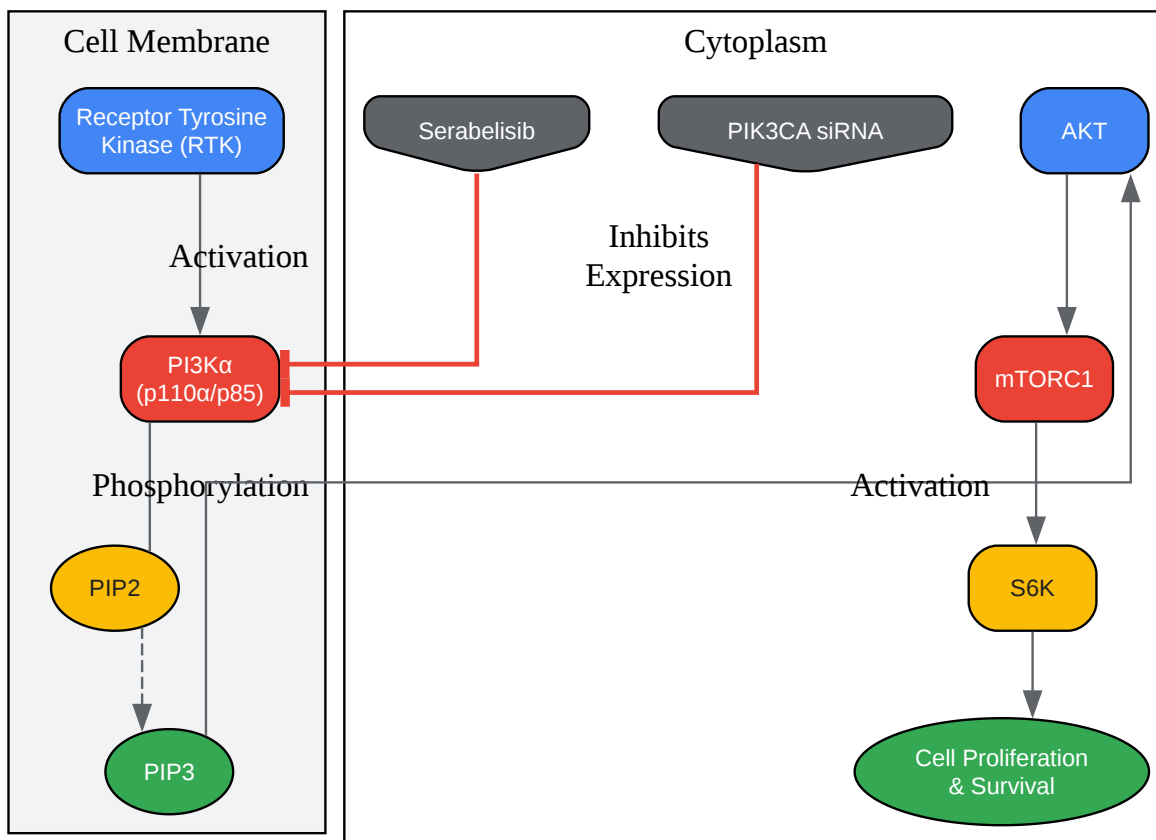 Cell Membrane
Receptor Tyrosine
Kinase (RTK)
Activation
PI3Kα
(p110α/p85)
Phosphorylation
PIP2
PIP3
Cytoplasm
Serabelisib
PIK3CA siRNA
AKT
Inhibits
Expression
mTORC1
Activation
S6K
Cell Proliferation
& Survival